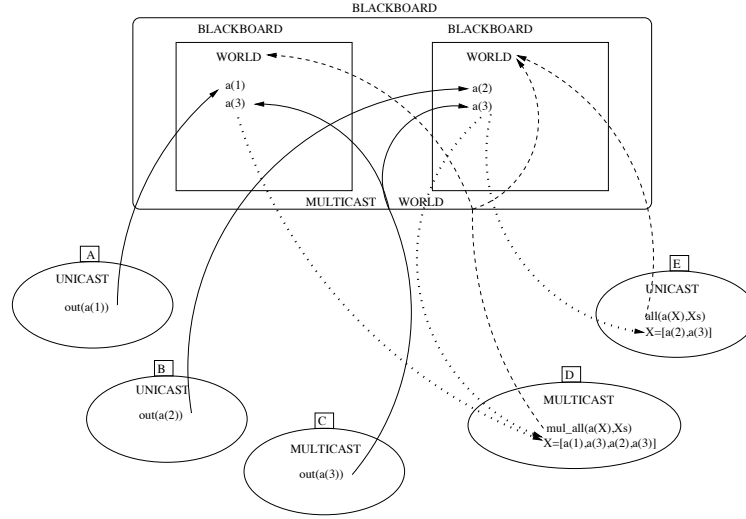 BLACKBOARD
BLACKBOARD
BLACKBOARD
WORLD
WORLD
a(1)
a(3)
a(2)
a(3)
MULTICAST WORLD
A
UNICAST
out(a(1))
B
UNICAST
out(a(2))
C
MULTICAST
out(a(3))
D
MULTICAST
mul_all(a(X),Xs)
X=[a(1),a(3),a(2),a(3)]
E
UNICAST
all(a(X),Xs)
X=[a(2),a(3)]